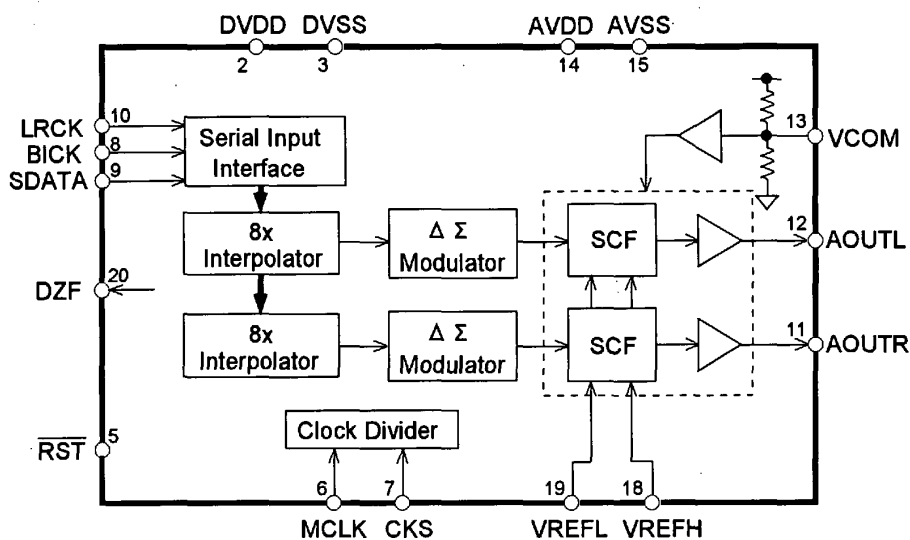 DVDD DVSS AVDD AVSS
2 3 14 15
LRCK 10
BICK 8
SDATA 9
Serial Input
Interface
13 VCOM
8x
Interpolator
Δ Σ
Modulator
SCF
12 AOUTL
DZF 20
8x
Interpolator
Δ Σ
Modulator
SCF
11 AOUTR
RST 5
Clock Divider
6 7 19 18
MCLK CKS VREFL VREFH